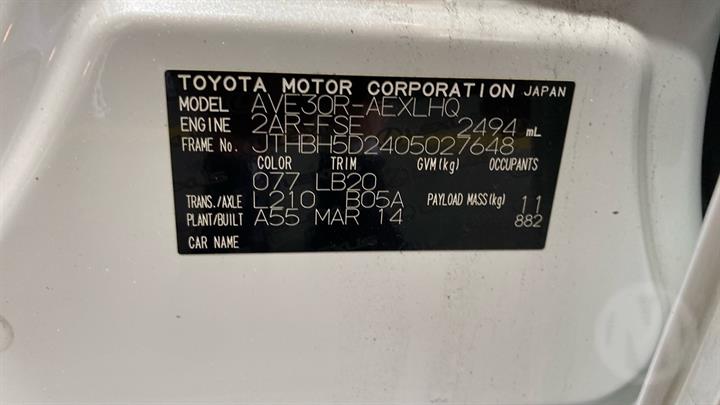 TOYOTA MOTOR CORPORATION JAPAN
MODEL AVE30R-AEXLHQ
ENGINE 2AR-FSE 2494 mL
FRAME No. JTHBH5D2405027648
COLOR TRIM GVM(kg) OCCUPANTS
077 LB20
TRANS./AXLE L210 B05A PAYLOAD MASS(kg) 11
PLANT/BUILT A55 MAR 14 882
CAR NAME